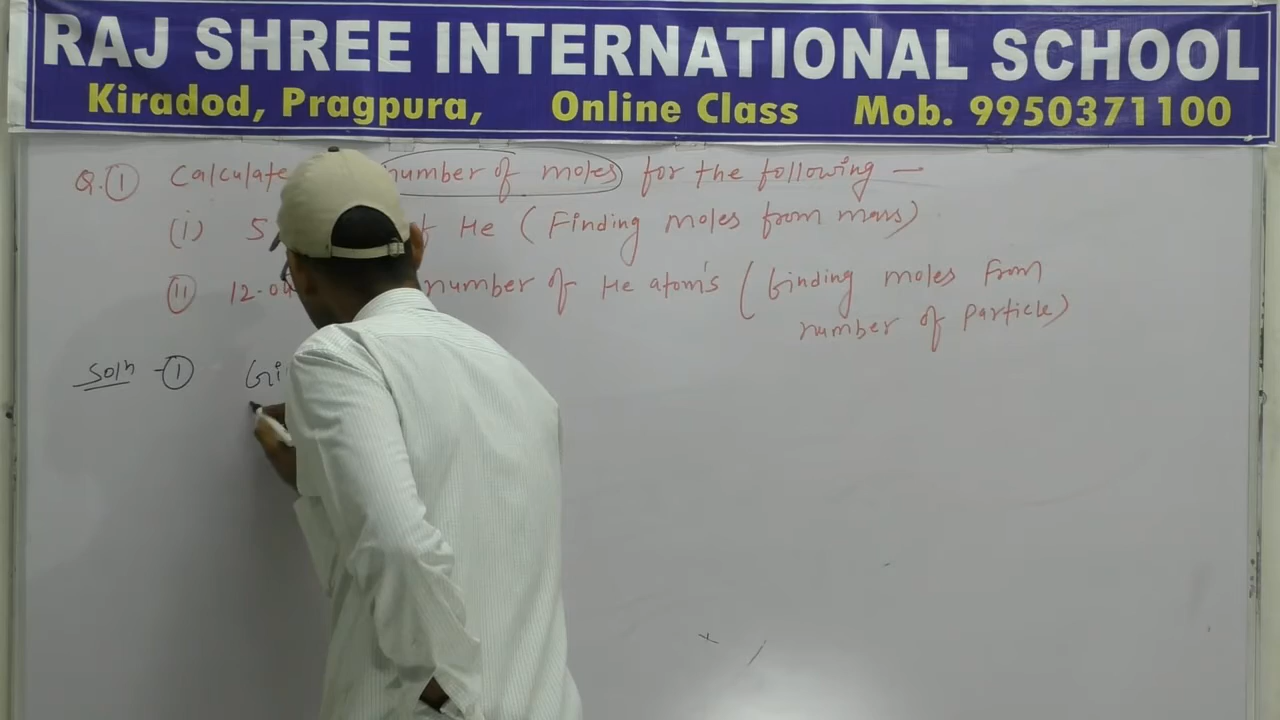 RAJ SHREE INTERNATIONAL SCHOOL
Kiradod, Pragpura, Online Class Mob. 9950371100
Q.① Calculate number of moles for the following —
(i) 5 of He (Finding moles from mass)
(ii) 12.04 number of He atom's (finding moles from
number of particle)
Soln - ① Gi